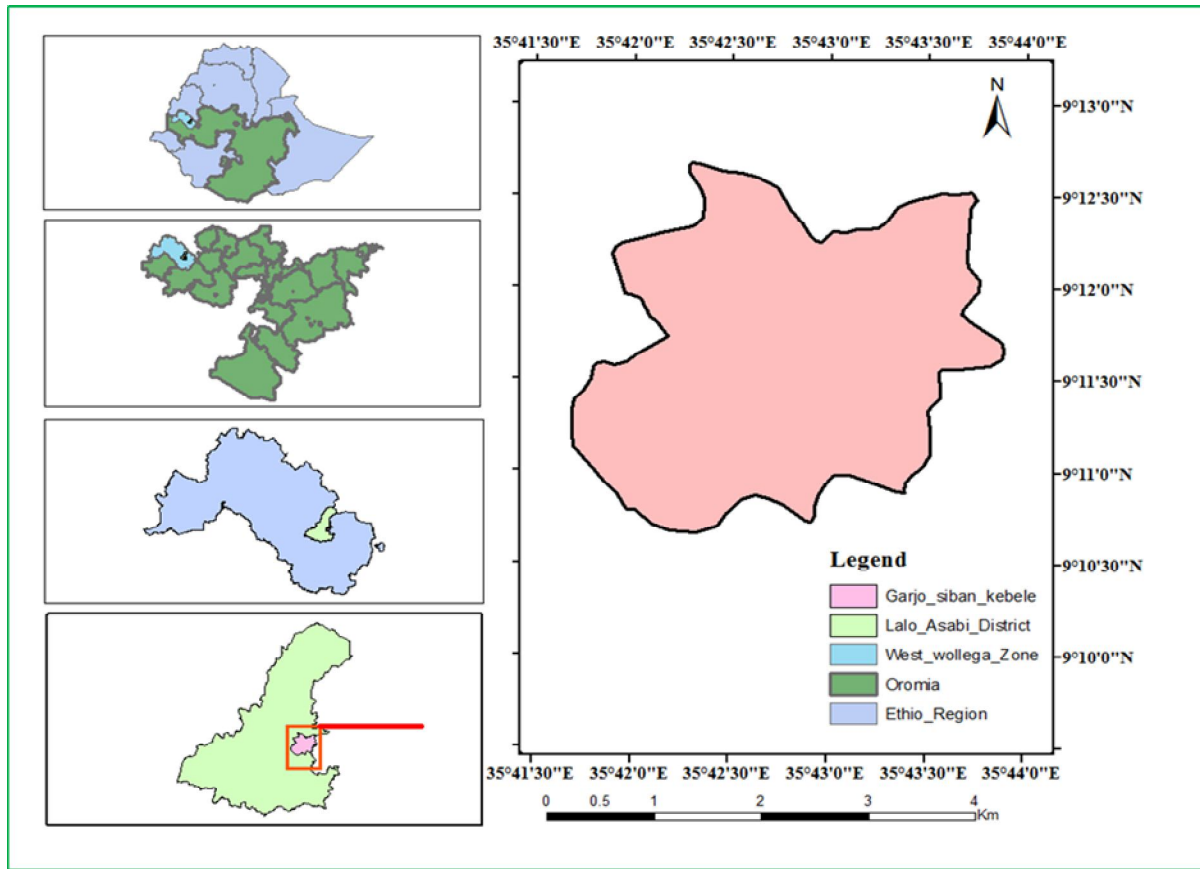 35°41'30"E 35°42'0"E 35°42'30"E 35°43'0"E 35°43'30"E 35°44'0"E
N
9°13'0"N
9°12'30"N
9°12'0"N
9°11'30"N
9°11'0"N
9°10'30"N
9°10'0"N
Legend
Garjo_siban_kebele
Lalo_Asabi_District
West_wollega_Zone
Oromia
Ethio_Region
35°41'30"E 35°42'0"E 35°42'30"E 35°43'0"E 35°43'30"E 35°44'0"E
0 0.5 1 2 3 4
Km